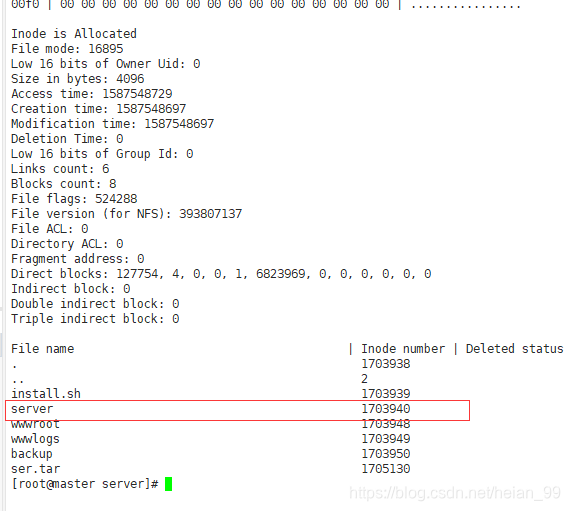 00f0 | 00 00 00 00 00 00 00 00 00 00 00 00 00 00 00 00 | ................
Inode is Allocated
File mode: 16895
Low 16 bits of Owner Uid: 0
Size in bytes: 4096
Access time: 1587548729
Creation time: 1587548697
Modification time: 1587548697
Deletion Time: 0
Low 16 bits of Group Id: 0
Links count: 6
Blocks count: 8
File flags: 524288
File version (for NFS): 393807137
File ACL: 0
Directory ACL: 0
Fragment address: 0
Direct blocks: 127754, 4, 0, 0, 1, 6823969, 0, 0, 0, 0, 0, 0
Indirect block: 0
Double indirect block: 0
Triple indirect block: 0
File name | Inode number | Deleted status
. 1703938
.. 2
install.sh 1703939
server 1703940
wwwroot 1703948
wwwlogs 1703949
backup 1703950
ser.tar 1705130
[root@master server]#
https://blog.csdn.net/heian_99